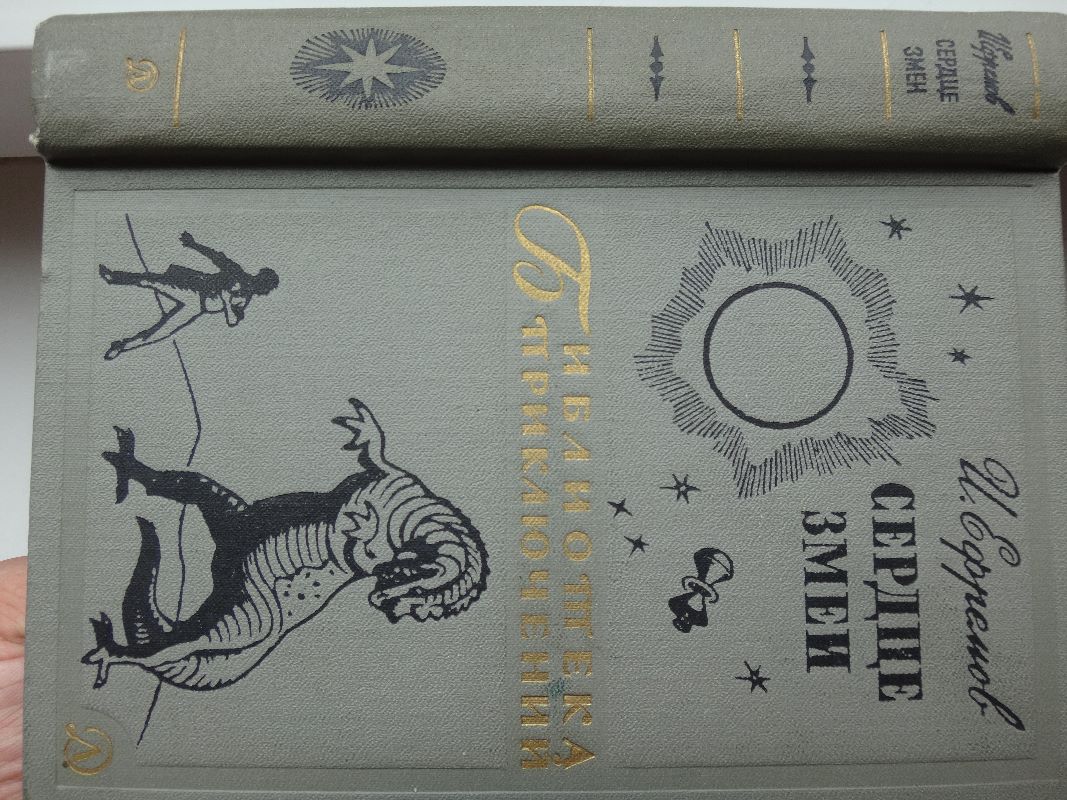 И. Ефремов
СЕРДЦЕ
ЗМЕИ
БИБЛИОТЕКА
ПРИКЛЮЧЕНИЙ
Л
Ефремов
СЕРДЦЕ
ЗМЕИ
Л